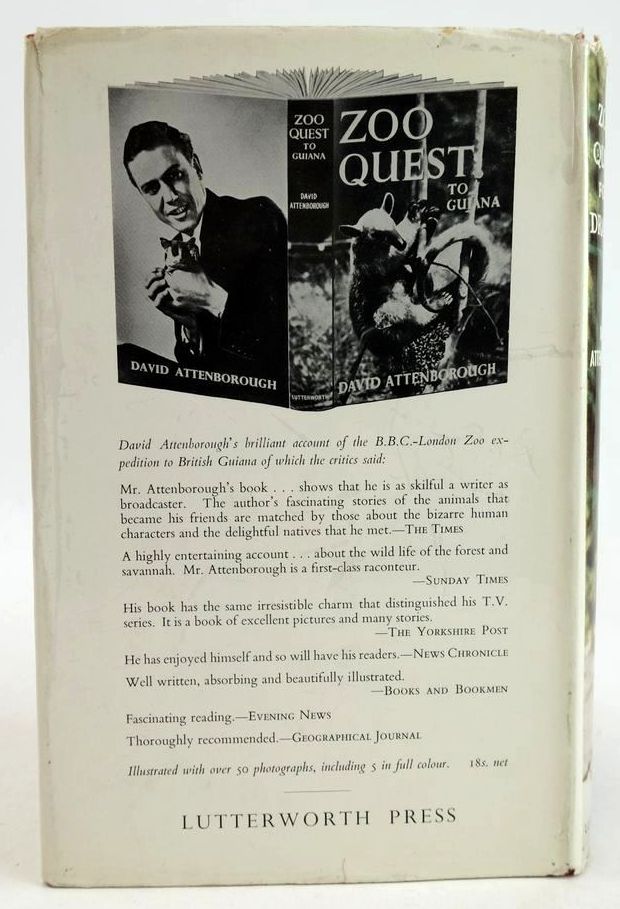 ZOO
QUEST
TO
GUIANA
DAVID
ATTENBOROUGH
LUTTERWORTH
ZOO
QUEST
TO
GUIANA
DAVID ATTENBOROUGH
DAVID ATTENBOROUGH
David Attenborough's brilliant account of the B.B.C.-London Zoo ex-
pedition to British Guiana of which the critics said:
Mr. Attenborough's book . . . shows that he is as skilful a writer as
broadcaster. The author's fascinating stories of the animals that
became his friends are matched by those about the bizarre human
characters and the delightful natives that he met.—THE TIMES
A highly entertaining account . . . about the wild life of the forest and
savannah. Mr. Attenborough is a first-class raconteur.
—SUNDAY TIMES
His book has the same irresistible charm that distinguished his T.V.
series. It is a book of excellent pictures and many stories.
—THE YORKSHIRE POST
He has enjoyed himself and so will have his readers.—NEWS CHRONICLE
Well written, absorbing and beautifully illustrated.
—BOOKS AND BOOKMEN
Fascinating reading.—EVENING NEWS
Thoroughly recommended.—GEOGRAPHICAL JOURNAL
Illustrated with over 50 photographs, including 5 in full colour. 18s. net
LUTTERWORTH PRESS